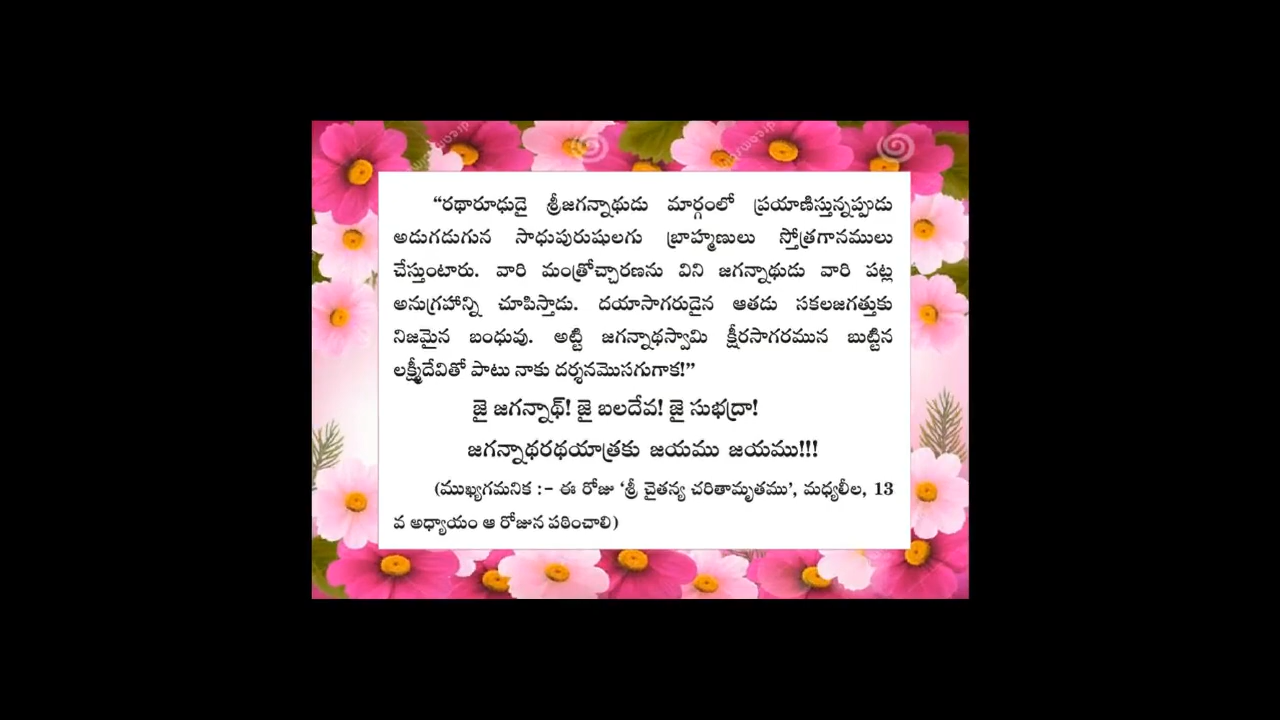 “రథారూఢుడై శ్రీజగన్నాథుడు మార్గంలో ప్రయాణిస్తున్నప్పుడు
అడుగడుగున సాధుపురుషులగు బ్రాహ్మణులు స్తోత్రగానములు
చేస్తుంటారు. వారి మంత్రోచ్చారణను విని జగన్నాథుడు వారి పట్ల
అనుగ్రహాన్ని చూపిస్తాడు. దయాసాగరుడైన ఆతడు సకలజగత్తుకు
నిజమైన బంధువు. అట్టి జగన్నాథస్వామి క్షీరసాగరమున బుట్టిన
లక్ష్మీదేవితో పాటు నాకు దర్శనమొసగుగాక!”
జై జగన్నాథ్! జై బలదేవ! జై సుభద్రా!
జగన్నాథరథయాత్రకు జయము జయము!!!
(ముఖ్యగమనిక :- ఈ రోజు ‘శ్రీ చైతన్య చరితామృతము’, మధ్యలీల, 13
వ అధ్యాయం ఆ రోజున పఠించాలి)